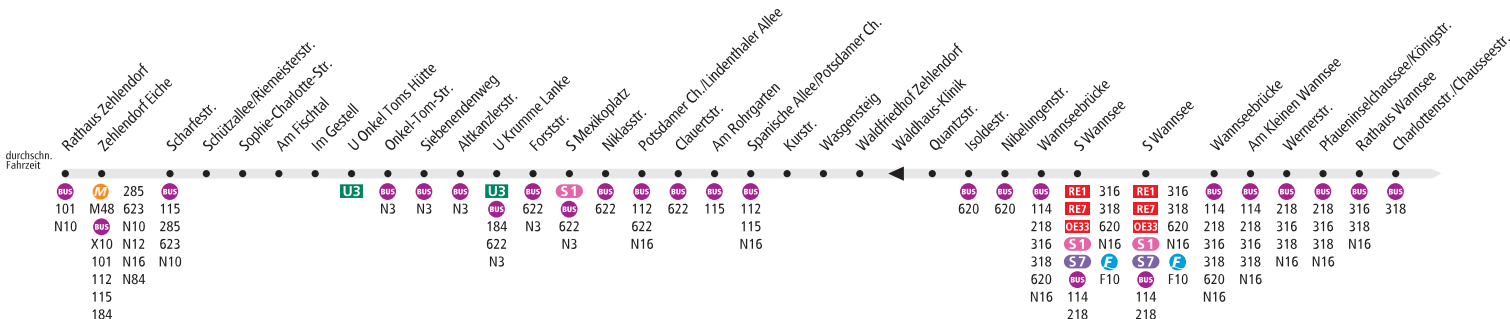 durchschn.
Fahrzeit
Rathaus Zehlendorf
BUS
101
N10
Zehlendorf Eiche
M
M48
BUS
X10
101
112
115
184
285
623
N10
N12
N16
N84
Scharfestr.
BUS
115
285
623
N10
Schützallee/Riemeisterstr.
Sophie-Charlotte-Str.
Am Fischtal
Im Gestell
U Onkel Toms Hütte
U3
Onkel-Tom-Str.
BUS
N3
Siebenendenweg
BUS
N3
Altkanzlerstr.
BUS
N3
U Krumme Lanke
U3
BUS
184
622
N3
Forststr.
BUS
622
N3
S Mexikoplatz
S1
BUS
622
N3
Niklasstr.
BUS
622
Potsdamer Ch./Lindenthaler Allee
BUS
112
622
N16
Clauertstr.
BUS
622
Am Rohrgarten
BUS
115
Spanische Allee/Potsdamer Ch.
BUS
112
115
N16
Kurstr.
Wasgensteig
Waldfriedhof Zehlendorf
Waldhaus-Klinik
Quantzstr.
Isoldestr.
BUS
620
Nibelungenstr.
BUS
620
Wannseebrücke
BUS
114
218
316
318
620
N16
S Wannsee
RE1
RE7
OE33
S1
S7
BUS
114
218
316
318
620
N16
F
F10
S Wannsee
RE1
RE7
OE33
S1
S7
BUS
114
218
316
318
620
N16
F
F10
Wannseebrücke
BUS
114
218
316
318
620
N16
Am Kleinen Wannsee
BUS
114
218
316
318
N16
Wernerstr.
BUS
218
316
318
N16
Pfaueninselchaussee/Königstr.
BUS
218
316
318
N16
Rathaus Wannsee
BUS
316
318
N16
Charlottenstr./Chausseestr.
BUS
318